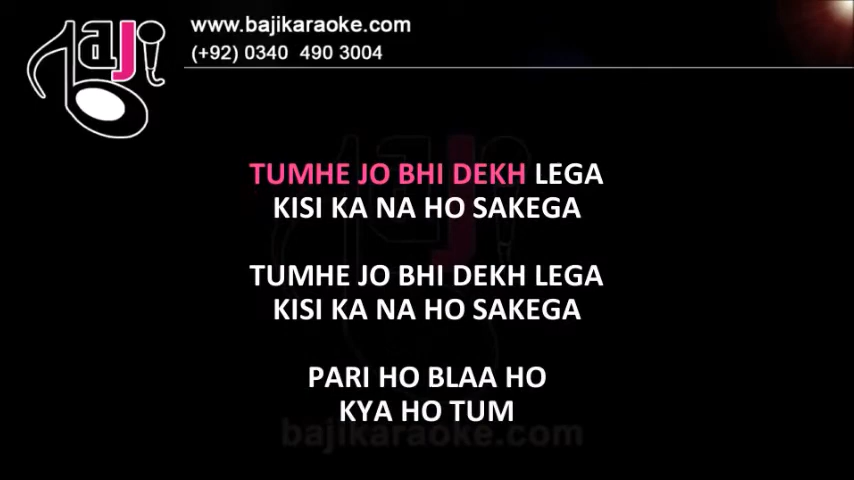 aJi
www.bajikaraoke.com
(+92) 0340 490 3004
TUMHE JO BHI DEKH LEGA
KISI KA NA HO SAKEGA
TUMHE JO BHI DEKH LEGA
KISI KA NA HO SAKEGA
PARI HO BLAA HO
KYA HO TUM
bajikaraoke.com